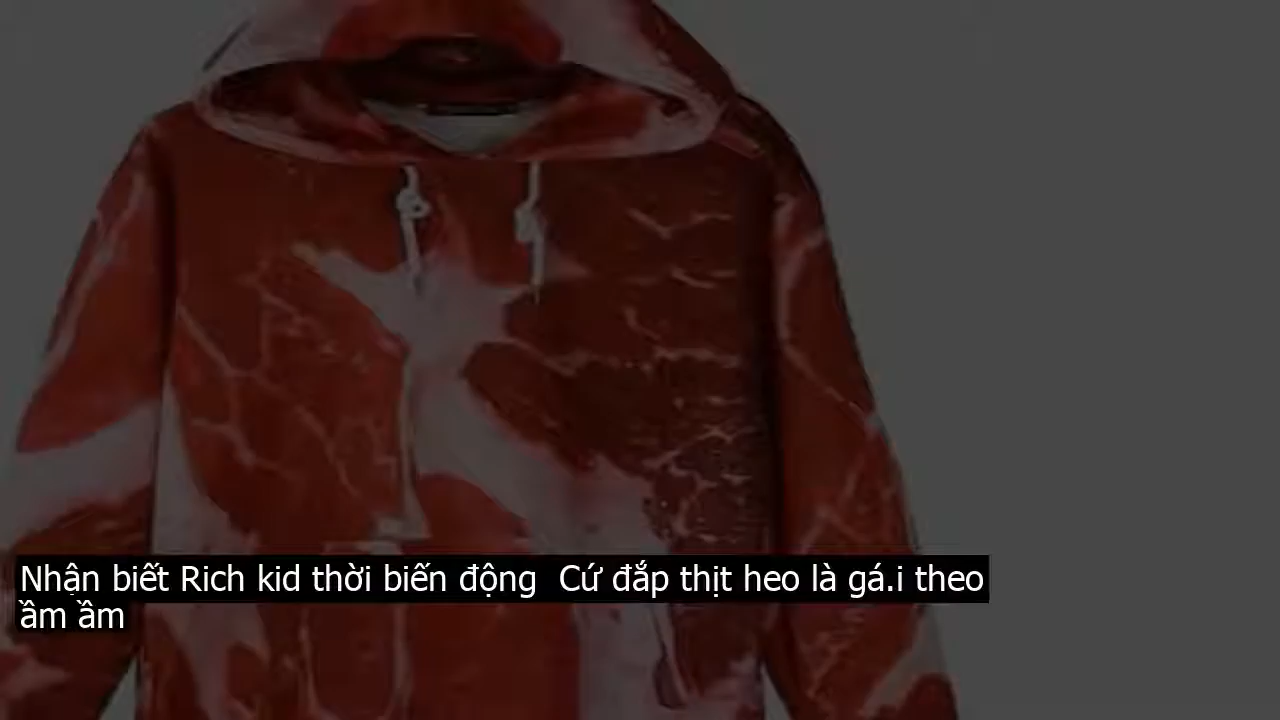 Nhận biết Rich kid thời biến động  Cứ đắp thịt heo là gá.i theo
ầm ầm